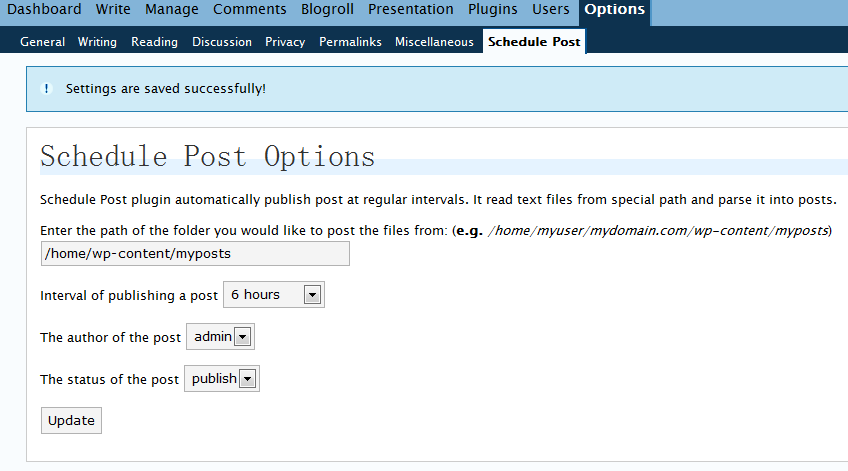 Dashboard Write Manage Comments Blogroll Presentation Plugins Users Options
General Writing Reading Discussion Privacy Permalinks Miscellaneous Schedule Post
! Settings are saved successfully!
Schedule Post Options
Schedule Post plugin automatically publish post at regular intervals. It read text files from special path and parse it into posts.
Enter the path of the folder you would like to post the files from: (e.g. /home/myuser/mydomain.com/wp-content/myposts)
/home/wp-content/myposts
Interval of publishing a post 6 hours
The author of the post admin
The status of the post publish
Update